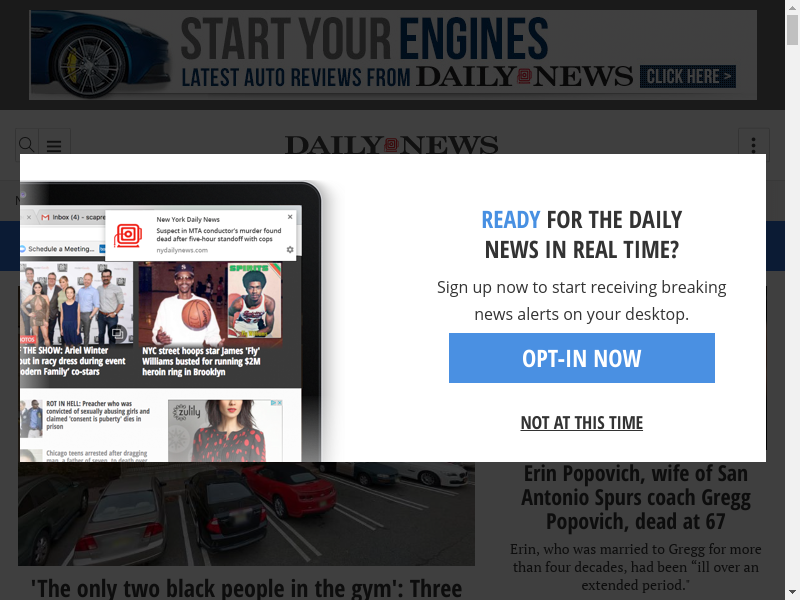 START YOUR ENGINES
LATEST AUTO REVIEWS FROM DAILY NEWS CLICK HERE >
DAILY NEWS
READY FOR THE DAILY
NEWS IN REAL TIME?
Sign up now to start receiving breaking
news alerts on your desktop.
OPT-IN NOW
NOT AT THIS TIME
Inbox (4) - scapre
Schedule a Meeting...
New York Daily News
Suspect in MTA conductor's murder found
dead after five-hour standoff with cops
nydailynews.com
SPIRITS
PHOTOS
THE SHOW: Ariel Winter
out in racy dress during event
odern Family' co-stars
NYC street hoops star James 'Fly'
Williams busted for running $2M
heroin ring in Brooklyn
ROT IN HELL: Preacher who was
convicted of sexually abusing girls and
claimed 'consent is puberty' dies in
prison
Chicago teens arrested after dragging
man, a father of seven, to death over
zulily
Erin Popovich, wife of San
Antonio Spurs coach Gregg
Popovich, dead at 67
Erin, who was married to Gregg for more
than four decades, had been “ill over an
extended period."
'The only two black people in the gym': Three